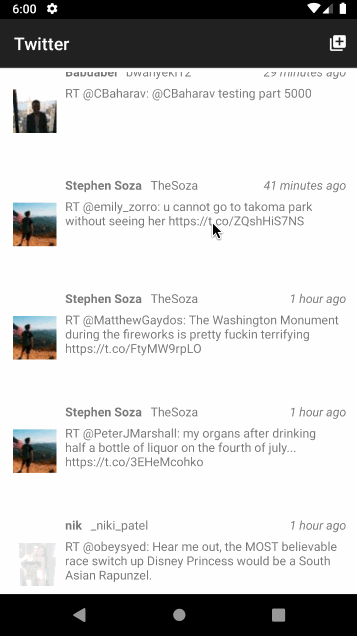 6:00
Twitter
Babdaber bwanyeki12 29 minutes ago
RT @CBaharav: @CBaharav testing part 5000
Stephen Soza TheSoza 41 minutes ago
RT @emily_zorro: u cannot go to takoma park
without seeing her https://t.co/ZQshHiS7NS
Stephen Soza TheSoza 1 hour ago
RT @MatthewGaydos: The Washington Monument
during the fireworks is pretty fuckin terrifying
https://t.co/FtyMW9rpLO
Stephen Soza TheSoza 1 hour ago
RT @PeterJMarshall: my organs after drinking
half a bottle of liquor on the fourth of july...
https://t.co/3EHeMcohko
nik _niki_patel 1 hour ago
RT @obeysyed: Hear me out, the MOST believable
race switch up Disney Princess would be a South
Asian Rapunzel.